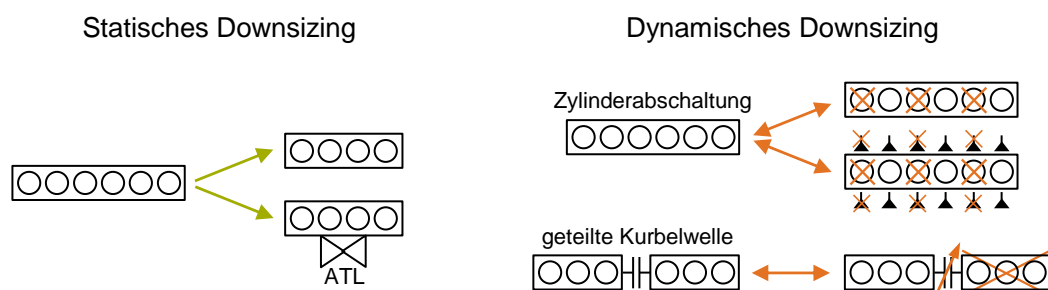 Statisches Downsizing
ATL
Dynamisches Downsizing
Zylinderabschaltung
geteilte Kurbelwelle